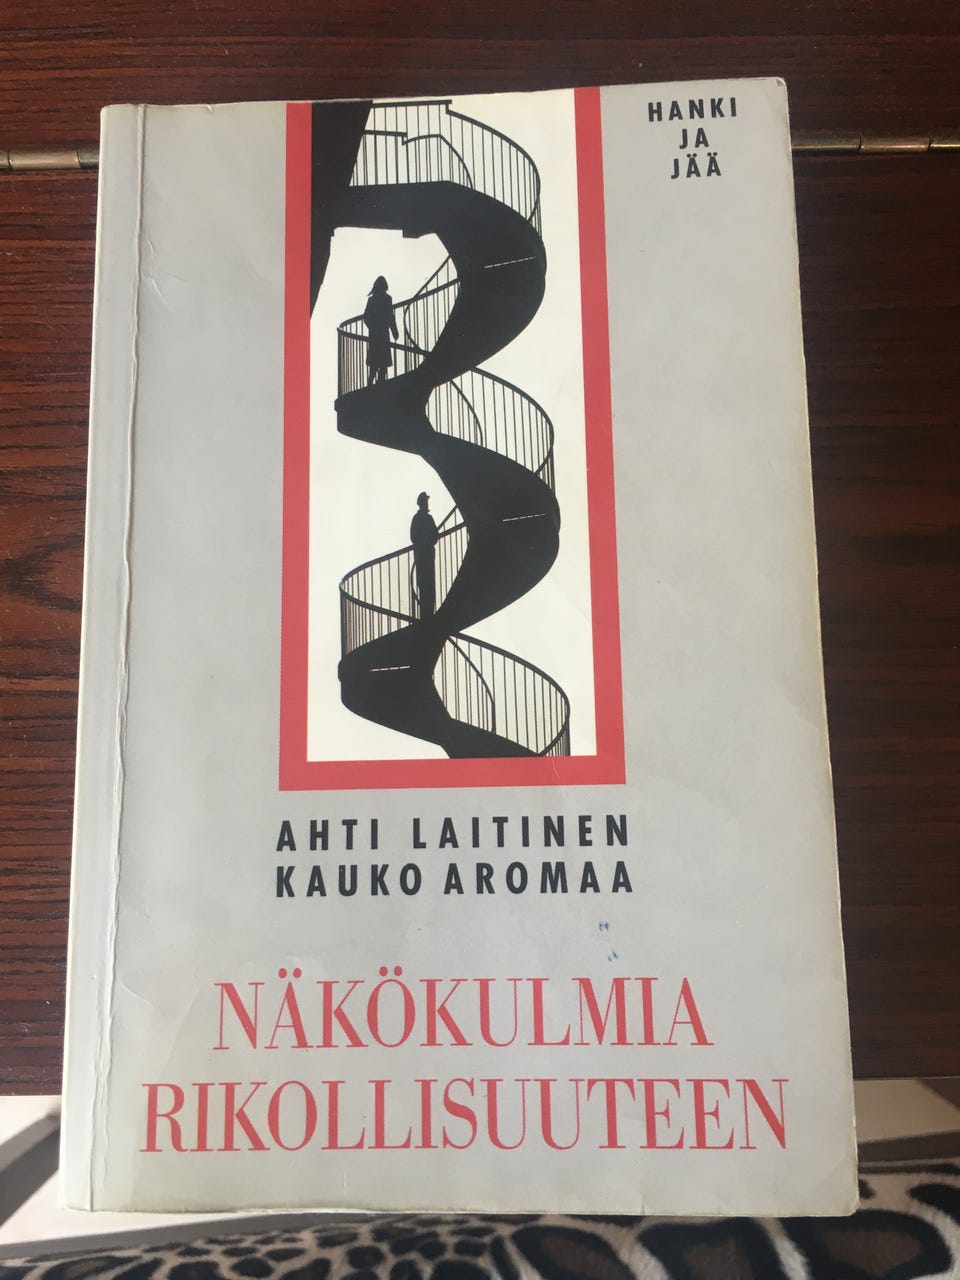 HANKI
JA
JÄÄ
AHTI LAITINEN
KAUKO AROMAA
NÄKÖKULMIA
RIKOLLISUUTEEN